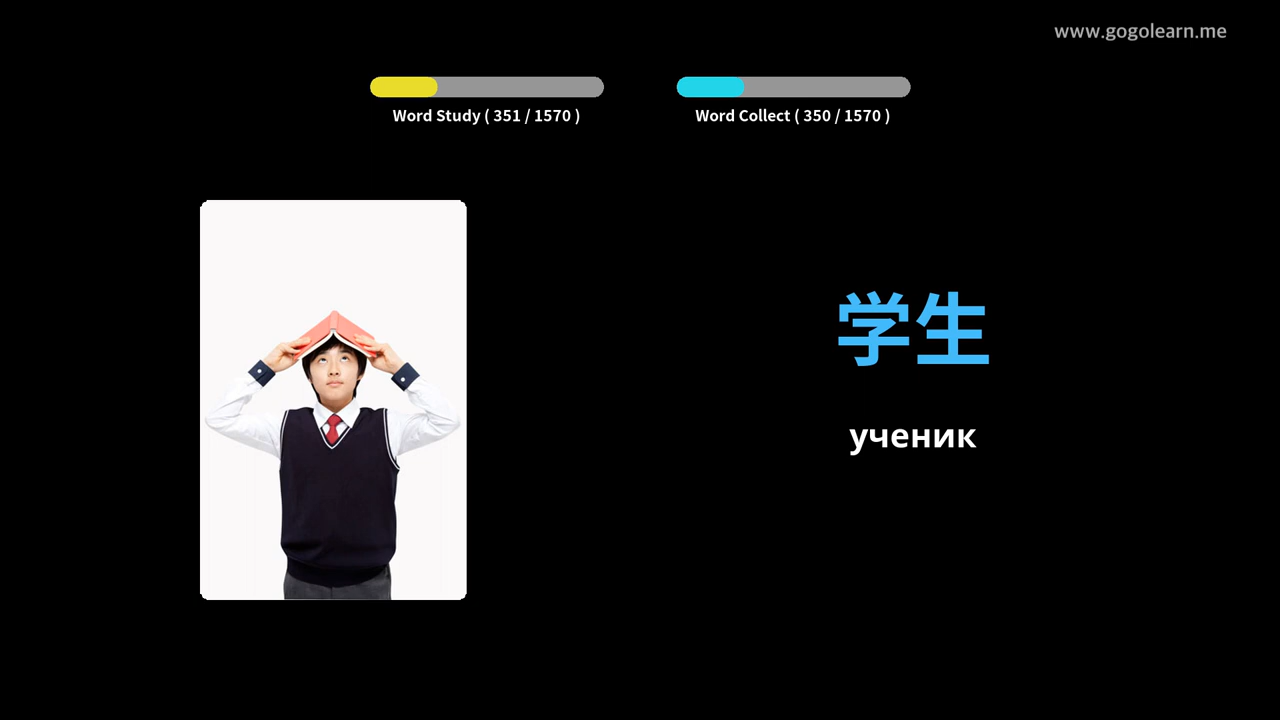 www.gogolearn.me
Word Study ( 351 / 1570 )
Word Collect ( 350 / 1570 )
学生
ученик